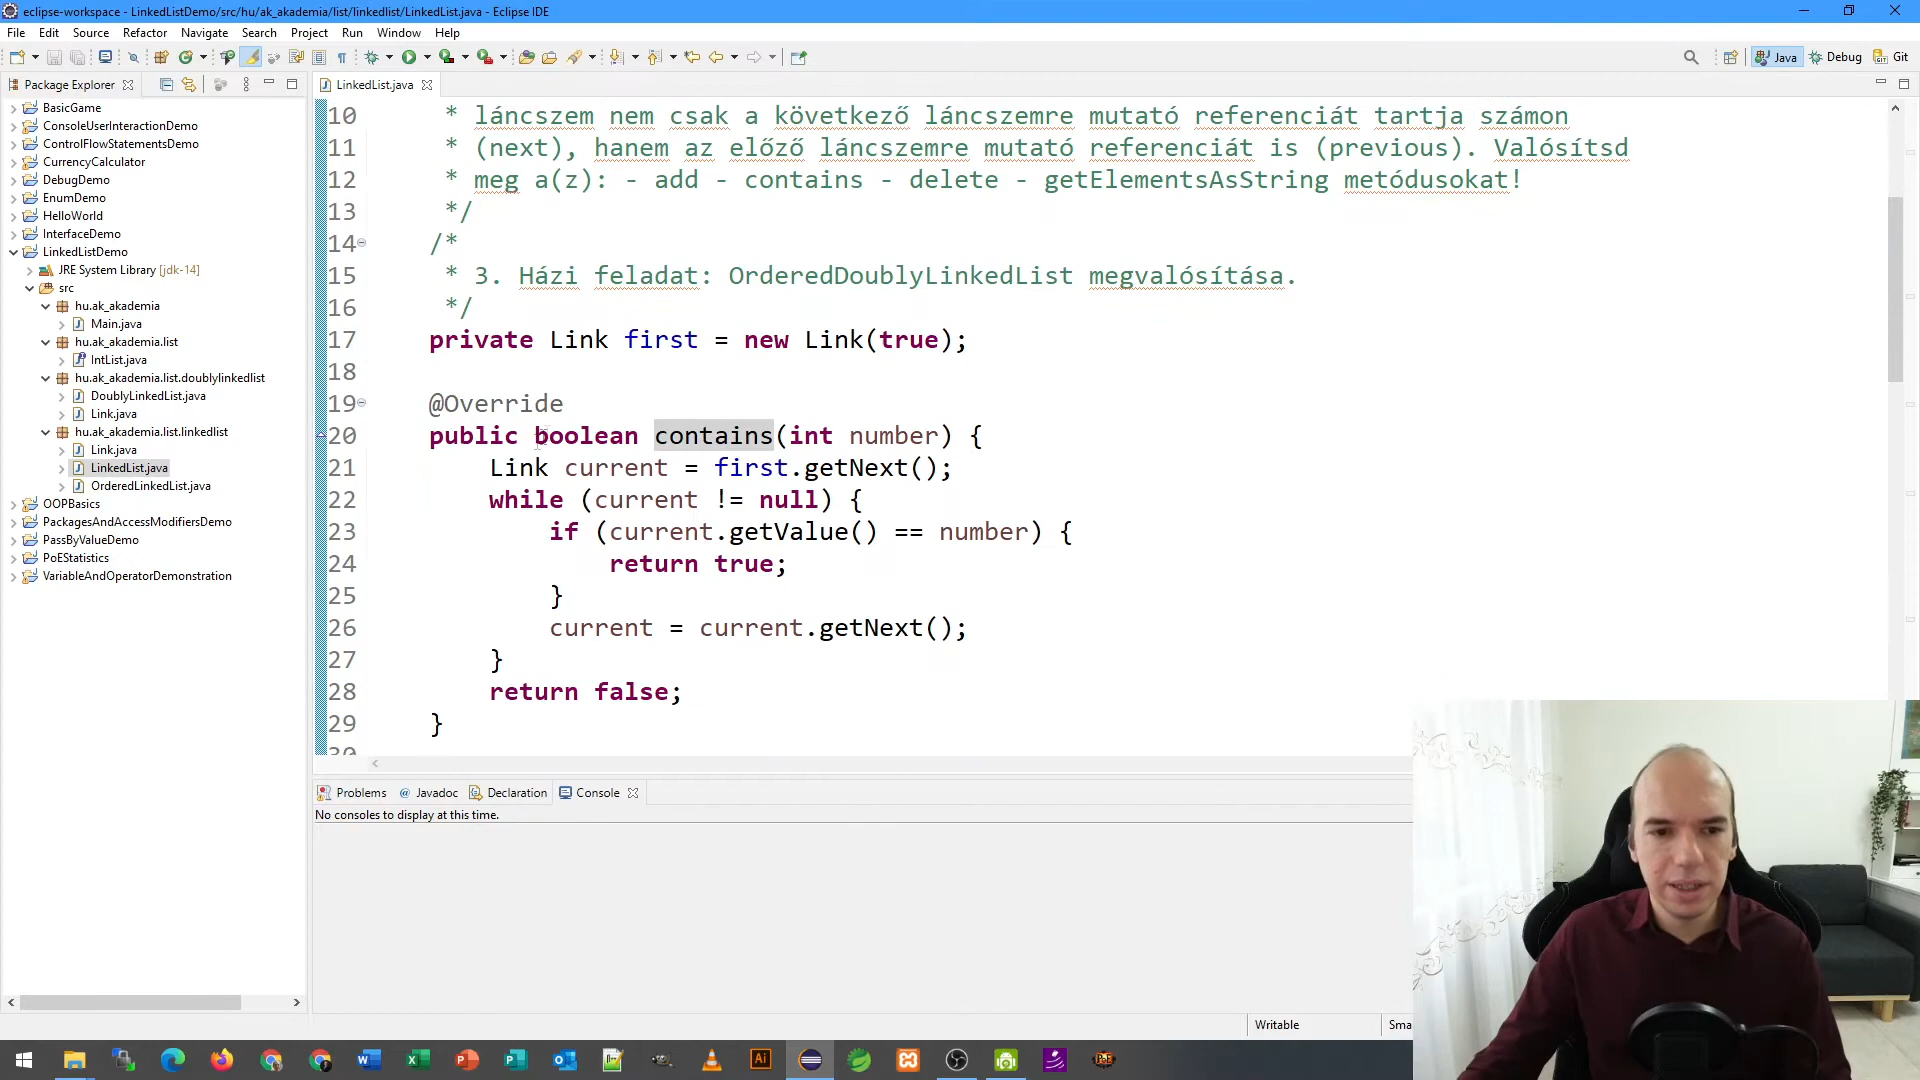 eclipse-workspace - LinkedListDemo/src/hu/ak_akademia/list/linkedlist/LinkedList.java - Eclipse IDE
File Edit Source Refactor Navigate Search Project Run Window Help
Java Debug Git
Package Explorer
BasicGame
ConsoleUserInteractionDemo
ControlFlowStatementsDemo
CurrencyCalculator
DebugDemo
EnumDemo
HelloWorld
InterfaceDemo
LinkedListDemo
JRE System Library [jdk-14]
src
hu.ak_akademia
Main.java
hu.ak_akademia.list
IntList.java
hu.ak_akademia.list.doublylinkedlist
DoublyLinkedList.java
Link.java
hu.ak_akademia.list.linkedlist
Link.java
LinkedList.java
OrderedLinkedList.java
OOPBasics
PackagesAndAccessModifiersDemo
PassByValueDemo
PoEStatistics
VariableAndOperatorDemonstration
LinkedList.java
10 * láncszem nem csak a következő láncszemre mutató referenciát tartja számon
11 * (next), hanem az előző láncszemre mutató referenciát is (previous). Valósítsd
12 * meg a(z): - add - contains - delete - getElementsAsString metódusokat!
13 */
14 /*
15 * 3. Házi feladat: OrderedDoublyLinkedList megvalósítása.
16 */
17 private Link first = new Link(true);
18
19 @Override
20 public boolean contains(int number) {
21 Link current = first.getNext();
22 while (current != null) {
23 if (current.getValue() == number) {
24 return true;
25 }
26 current = current.getNext();
27 }
28 return false;
29 }
30
Problems Javadoc Declaration Console
No consoles to display at this time.
Writable Sma